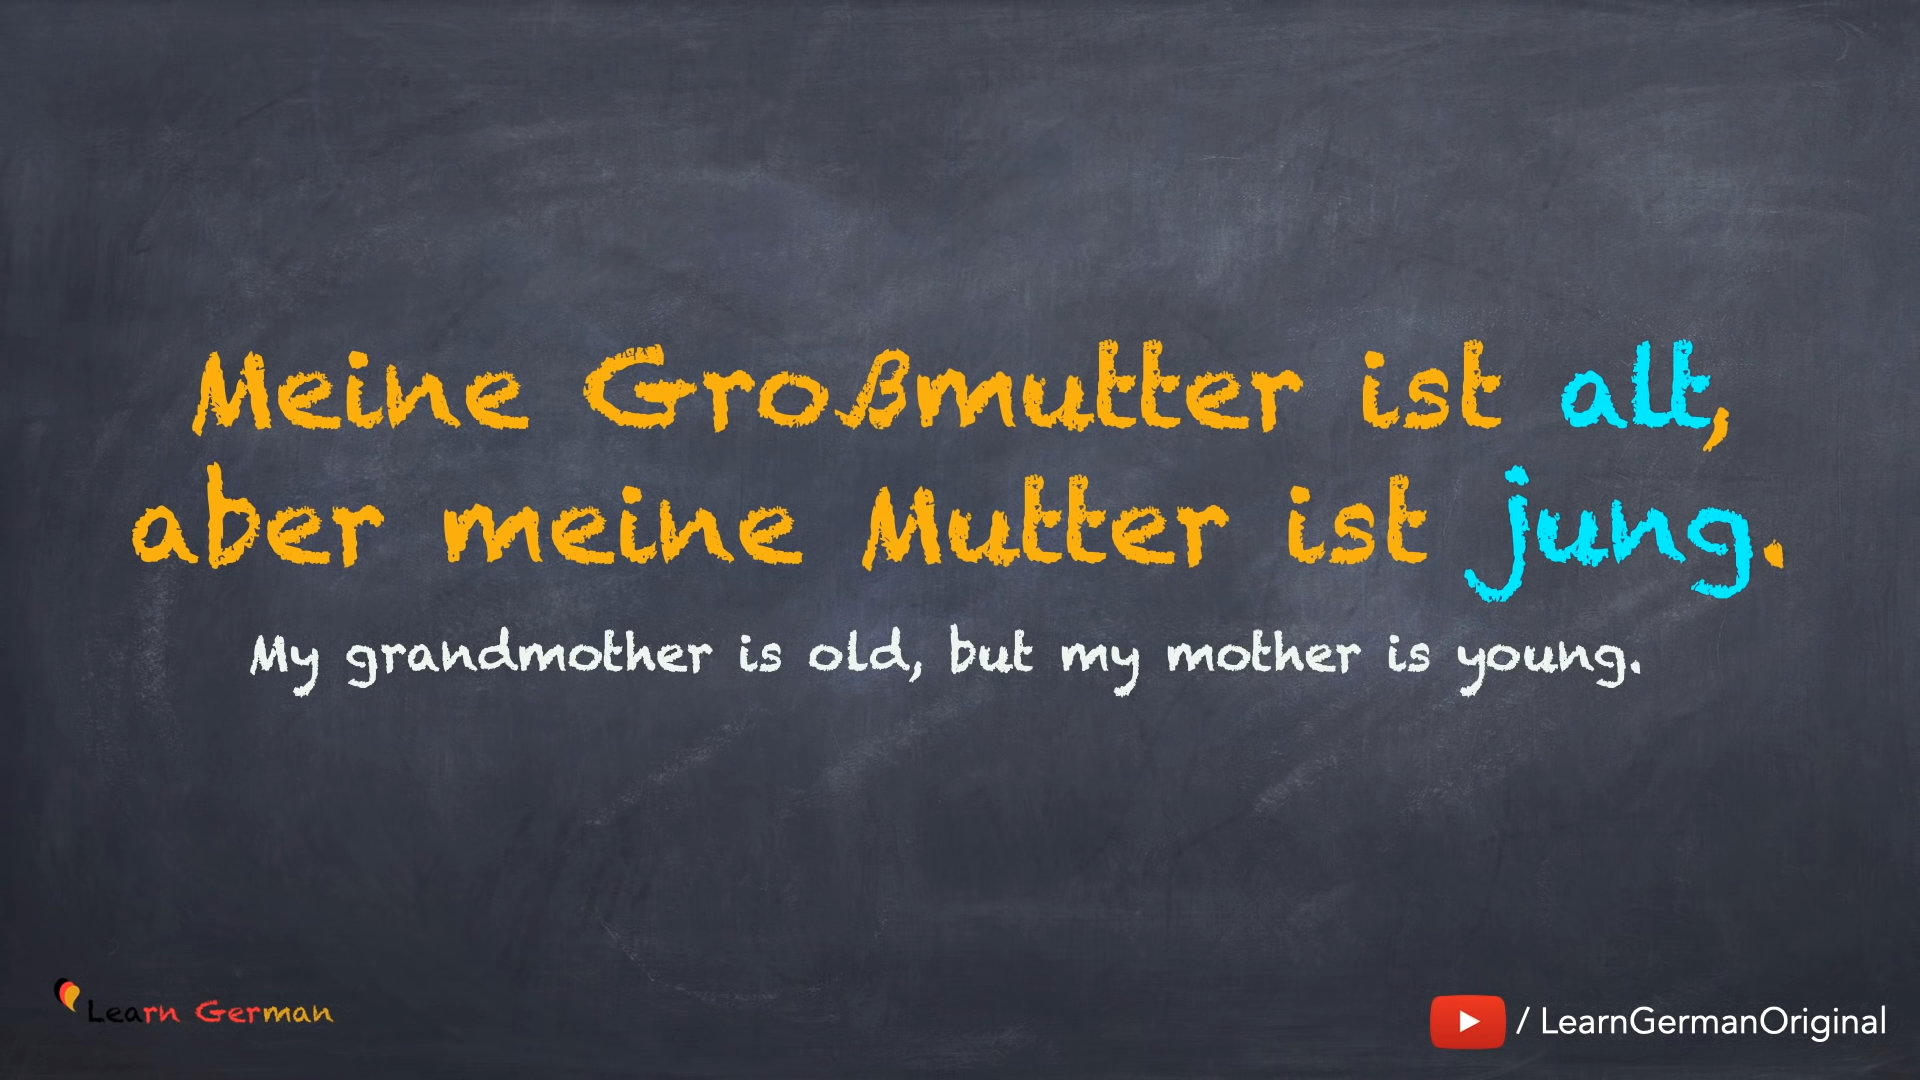 Meine Großmutter ist alt,
aber meine Mutter ist jung.
My grandmother is old, but my mother is young.
Learn German
/ LearnGermanOriginal